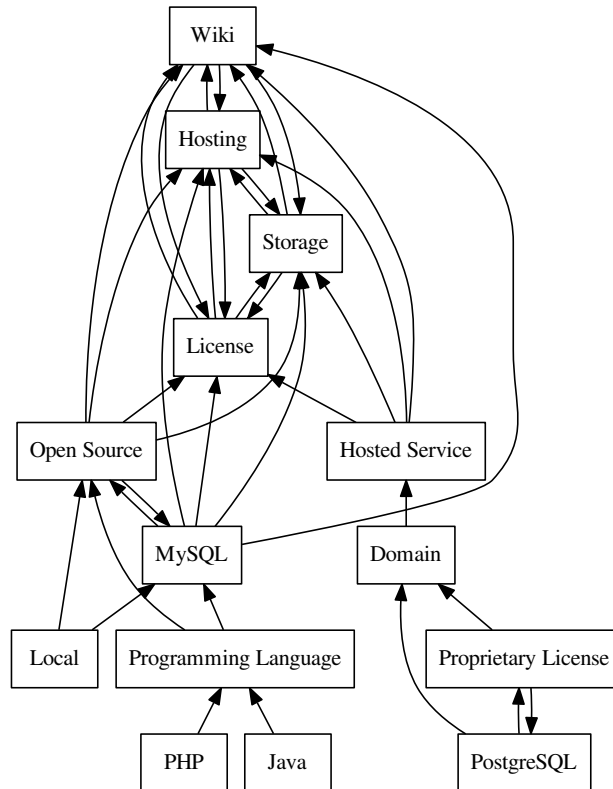 Wiki
Hosting
Storage
License
Open Source
Hosted Service
MySQL
Domain
Local
Programming Language
Proprietary License
PHP
Java
PostgreSQL